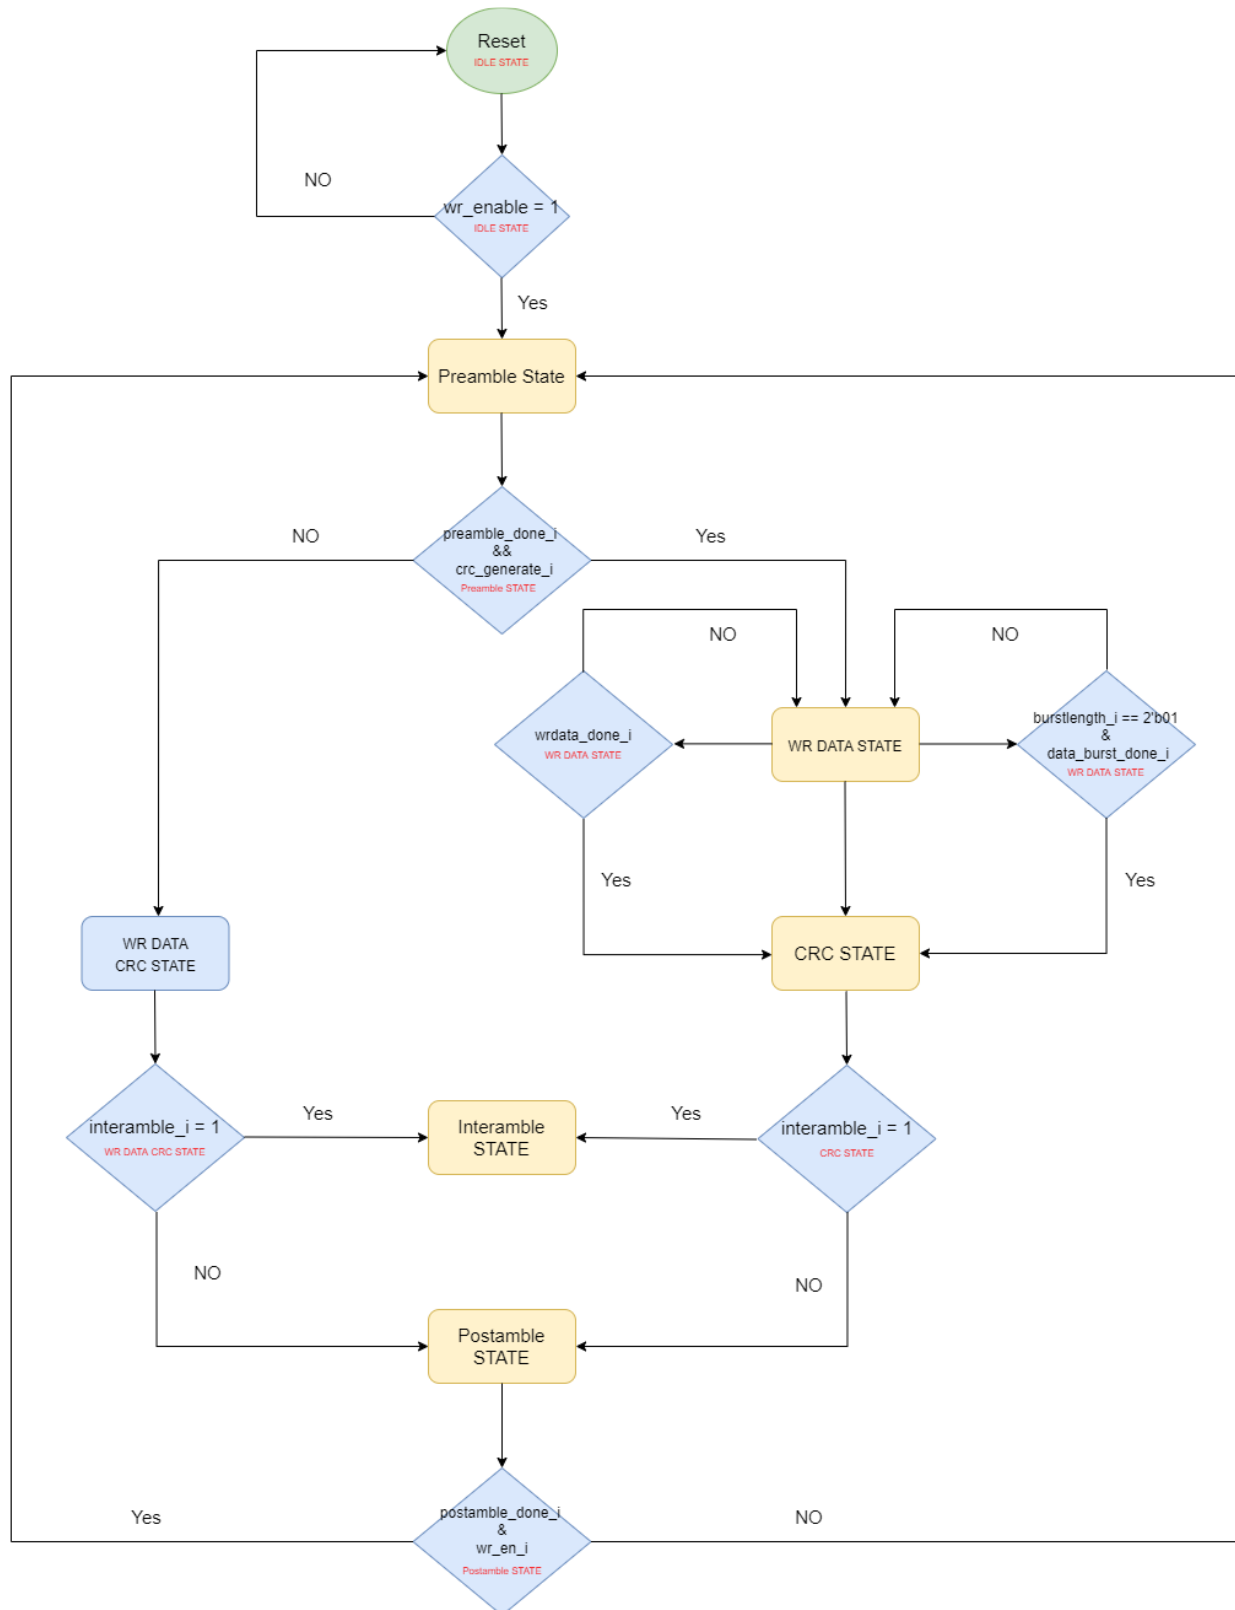 Reset
IDLE STATE
NO
wr_enable = 1
IDLE STATE
Yes
Preamble State
NO
preamble_done_i
&&
crc_generate_i
Preamble STATE
Yes
NO
NO
wrdata_done_i
WR DATA STATE
WR DATA STATE
burstlength_i == 2'b01
&
data_burst_done_i
WR DATA STATE
Yes
Yes
WR DATA
CRC STATE
CRC STATE
interamble_i = 1
WR DATA CRC STATE
Yes
Interamble
STATE
Yes
interamble_i = 1
CRC STATE
NO
NO
Postamble
STATE
Yes
postamble_done_i
&
wr_en_i
Postamble STATE
NO